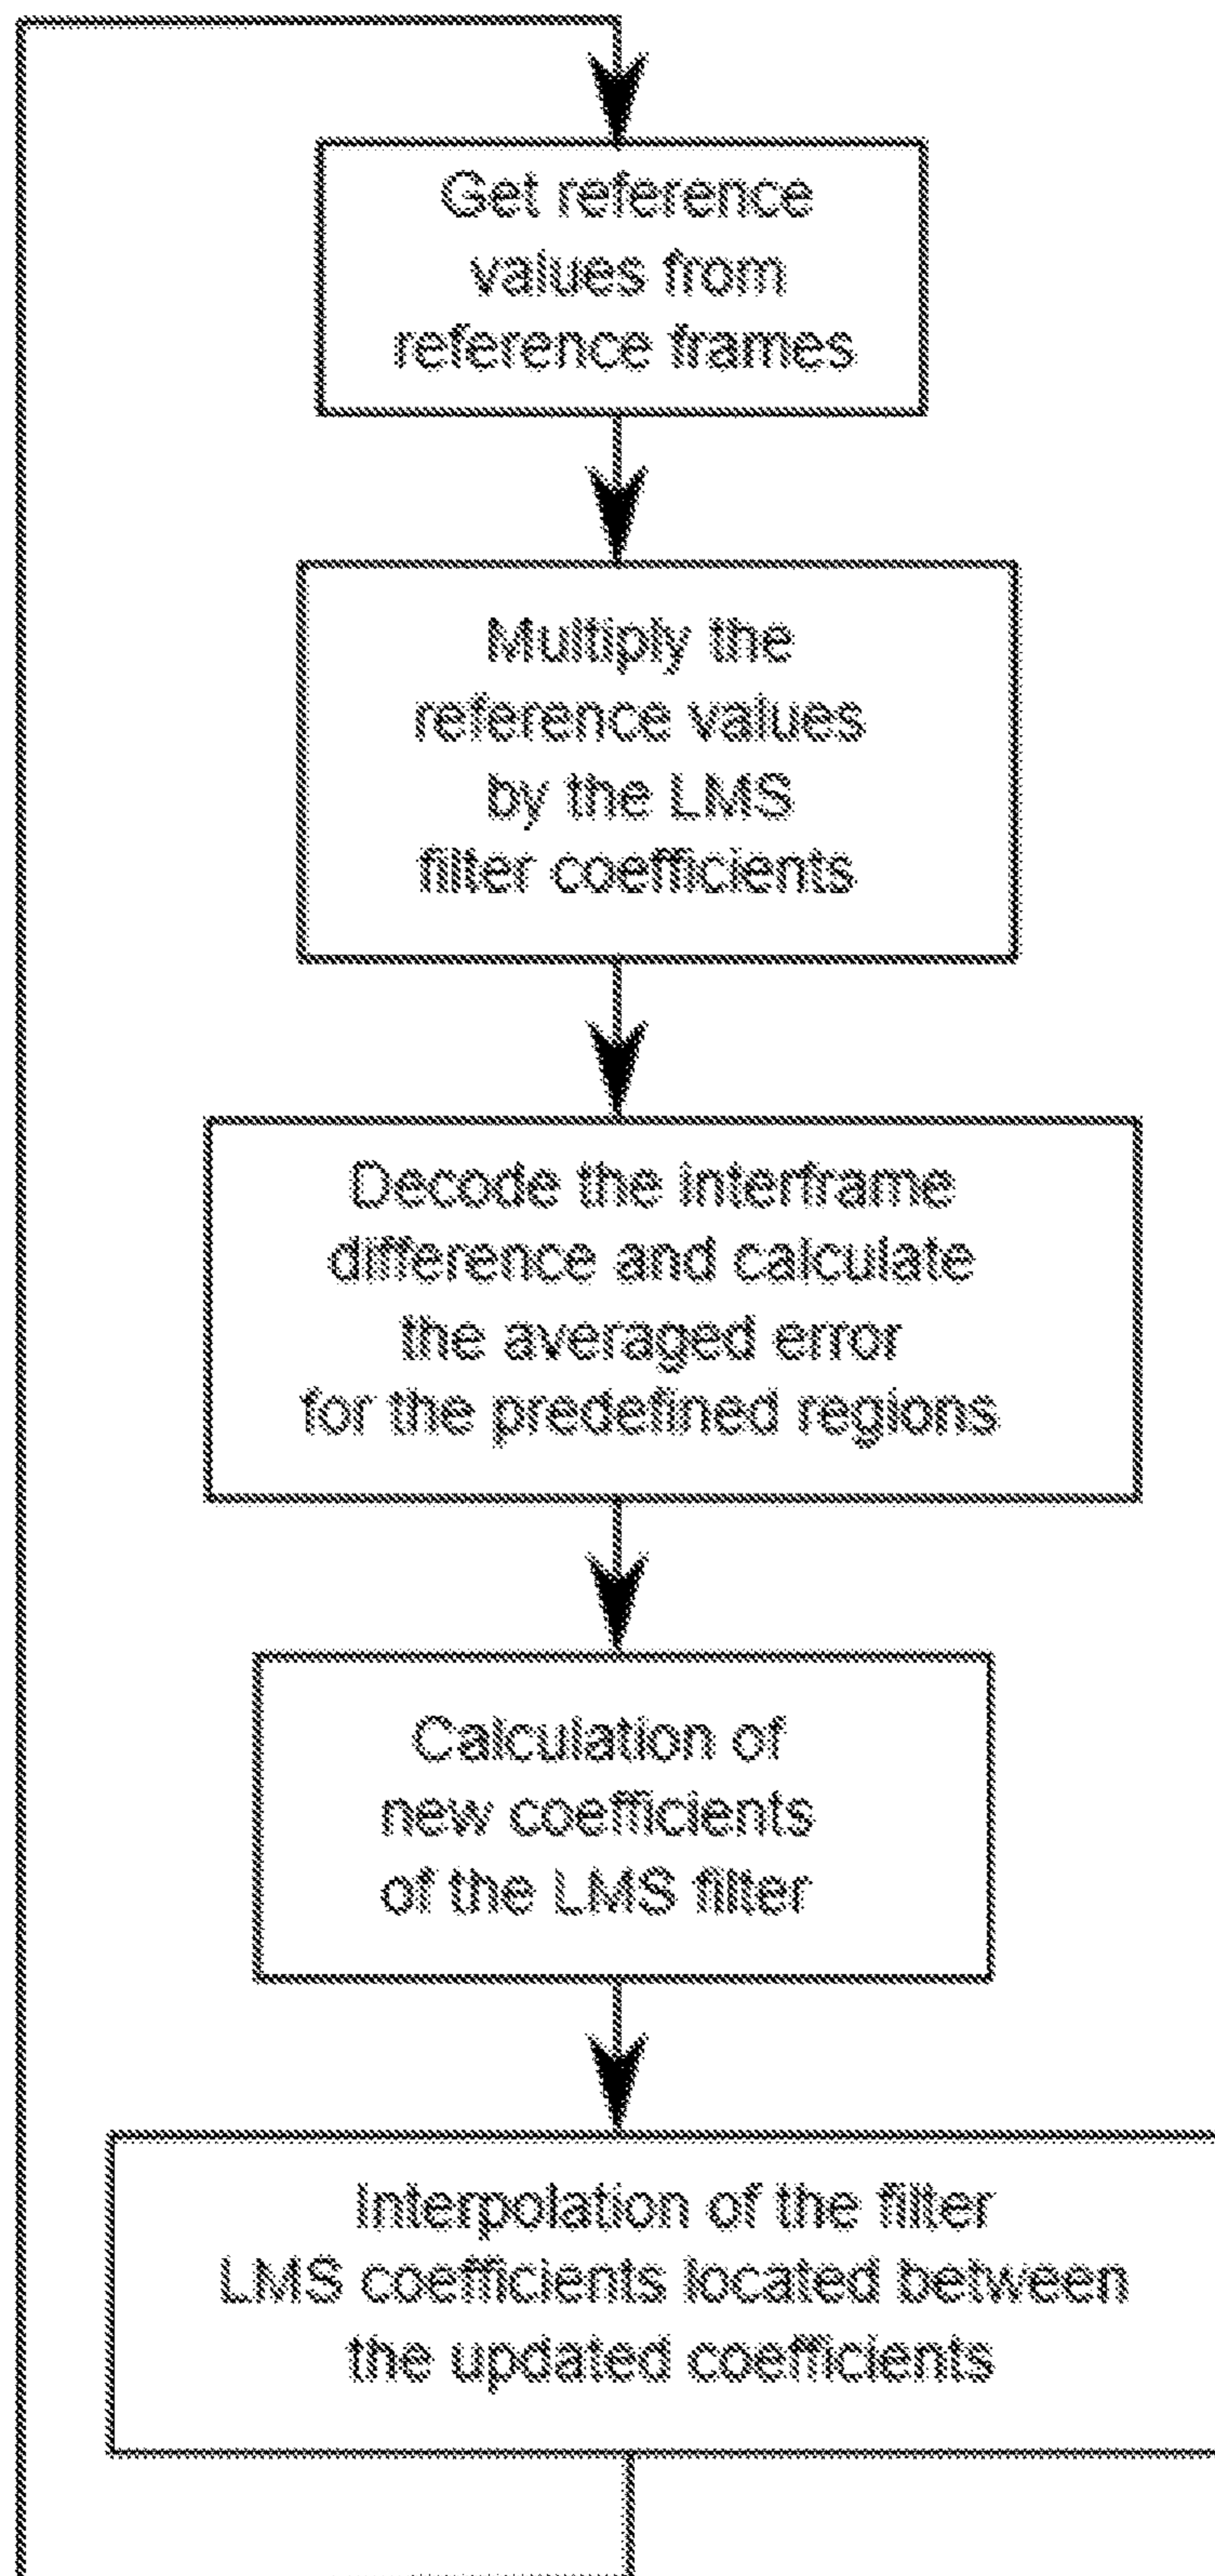 Get reference
values from
reference frames
Multiply the
reference values
by the LMS
filter coefficients
Decode the interframe
difference and calculate
the averaged error
for the predefined regions
Calculation of
new coefficients
of the LMS filter
Interpolation of the filter
LMS coefficients located between
the updated coefficients